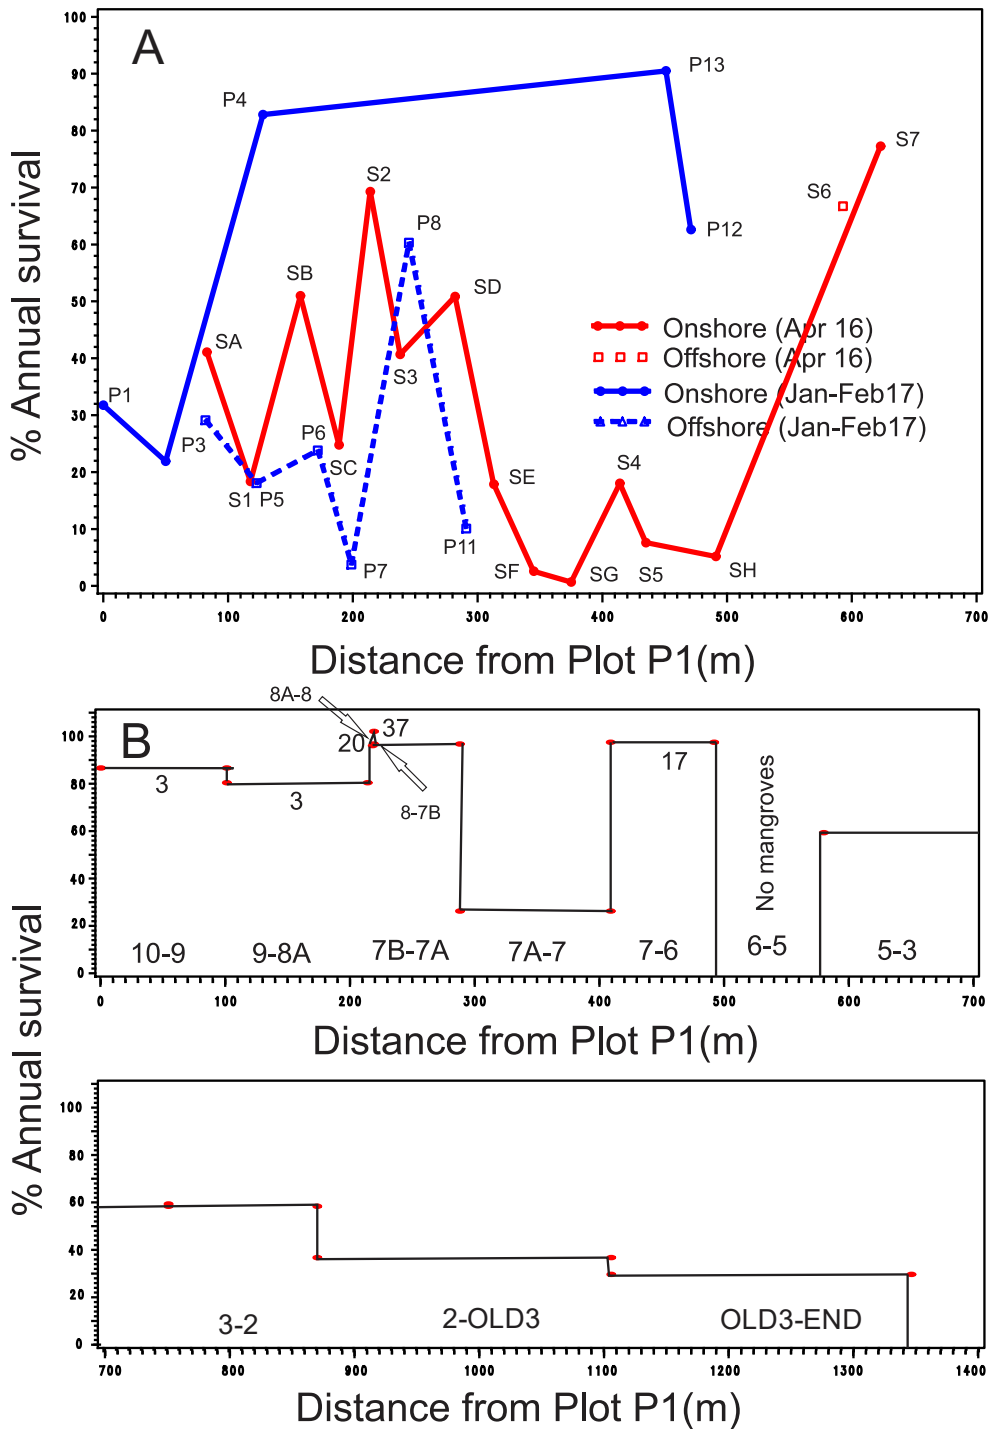 A
% Annual survival
100
90
80
70
60
50
40
30
20
10
0
P13
P4
S7
S2
S6
P8
P12
SB
SD
Onshore (Apr 16)
SA
Offshore (Apr 16)
S3
P1
Onshore (Jan-Feb17)
P3
P6
Offshore (Jan-Feb17)
SC
S4
SE
S1 P5
P11
P7
SF
SG
S5
SH
0 100 200 300 400 500 600 700
Distance from Plot P1(m)
8A-8
B
37
20
3
3
17
8-7B
No mangroves
100
80
60
40
20
0
10-9
9-8A
7B-7A
7A-7
7-6
6-5
5-3
0 100 200 300 400 500 600 700
Distance from Plot P1(m)
% Annual survival
100
80
60
40
20
0
3-2
2-OLD3
OLD3-END
700 800 900 1000 1100 1200 1300 1400
Distance from Plot P1(m)